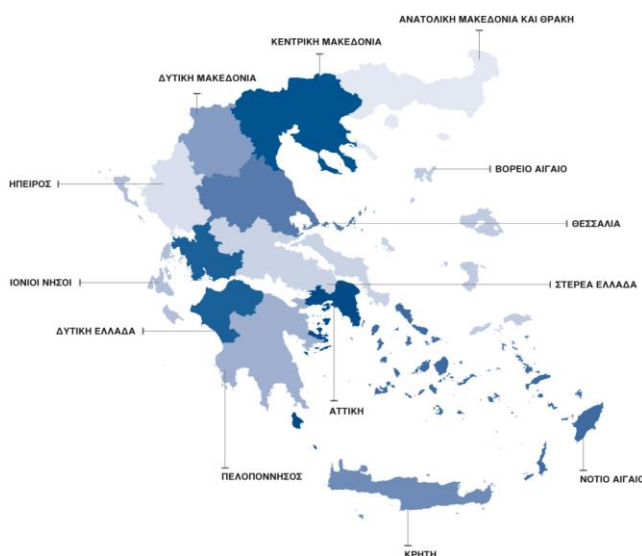 ΑΝΑΤΟΛΙΚΗ ΜΑΚΕΔΟΝΙΑ ΚΑΙ ΘΡΑΚΗ
ΚΕΝΤΡΙΚΗ ΜΑΚΕΔΟΝΙΑ
ΔΥΤΙΚΗ ΜΑΚΕΔΟΝΙΑ
ΒΟΡΕΙΟ ΑΙΓΑΙΟ
ΗΠΕΙΡΟΣ
ΘΕΣΣΑΛΙΑ
ΙΟΝΙΟΙ ΝΗΣΟΙ
ΣΤΕΡΕΑ ΕΛΛΑΔΑ
ΔΥΤΙΚΗ ΕΛΛΑΔΑ
ΑΤΤΙΚΗ
ΠΕΛΟΠΟΝΝΗΣΟΣ
ΝΟΤΙΟ ΑΙΓΑΙΟ
ΚΡΗΤΗ